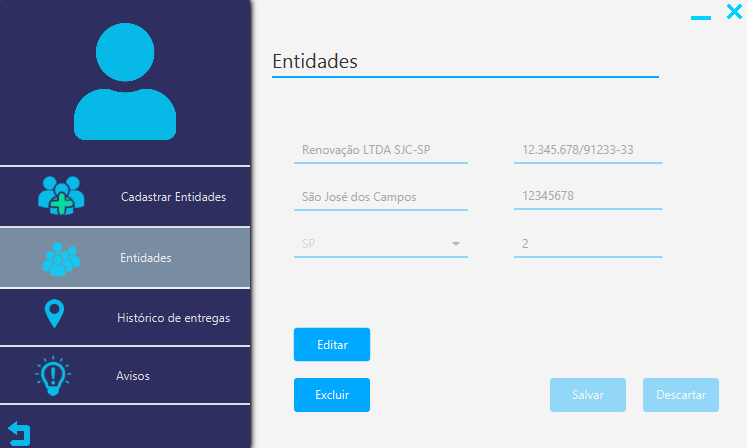 Entidades
Renovação LTDA SJC-SP
12.345.678/91233-33
São José dos Campos
12345678
SP
2
Editar
Excluir
Salvar
Descartar
Cadastrar Entidades
Entidades
Histórico de entregas
Avisos